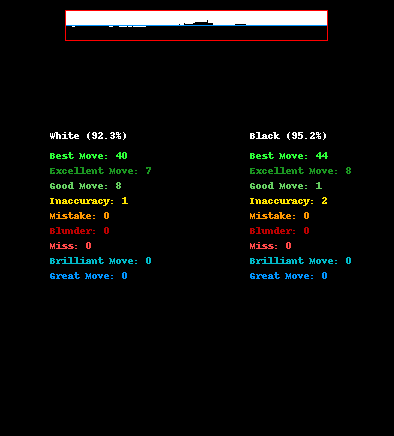 White (92.3%)
Best Move: 40
Excellent Move: 7
Good Move: 8
Inaccuracy: 1
Mistake: 0
Blunder: 0
Miss: 0
Brilliant Move: 0
Great Move: 0
Black (95.2%)
Best Move: 44
Excellent Move: 8
Good Move: 1
Inaccuracy: 2
Mistake: 0
Blunder: 0
Miss: 0
Brilliant Move: 0
Great Move: 0